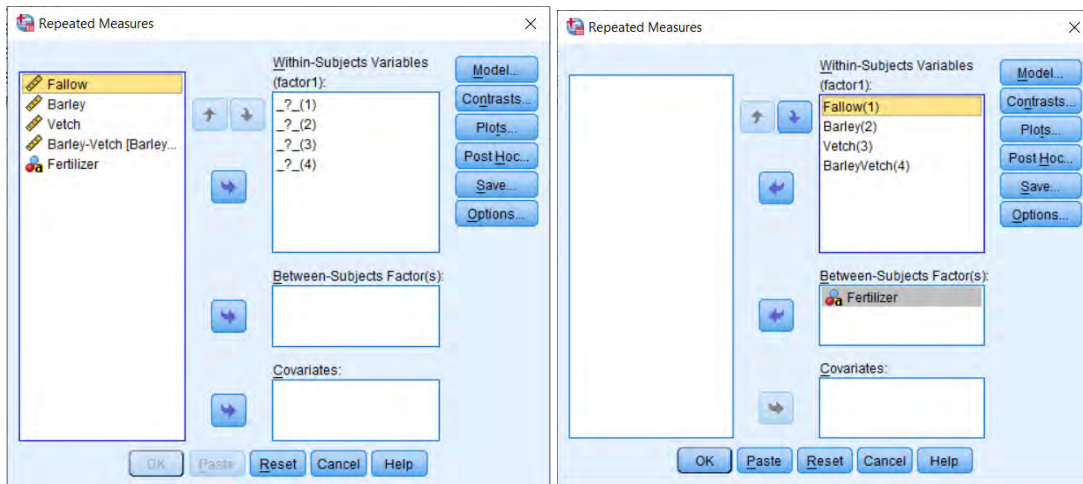 Repeated Measures
Within-Subjects Variables
(factor1):
Fallow
Barley
Vetch
Barley-Vetch [Barley...
Fertilizer
_?_(1)
_?_(2)
_?_(3)
_?_(4)
Model...
Contrasts...
Plots...
Post Hoc...
Save...
Options...
Between-Subjects Factor(s):
Covariates:
OK
Paste
Reset
Cancel
Help
Repeated Measures
Within-Subjects Variables
(factor1):
Fallow(1)
Barley(2)
Vetch(3)
BarleyVetch(4)
Model...
Contrasts...
Plots...
Post Hoc...
Save...
Options...
Between-Subjects Factor(s):
Fertilizer
Covariates:
OK
Paste
Reset
Cancel
Help